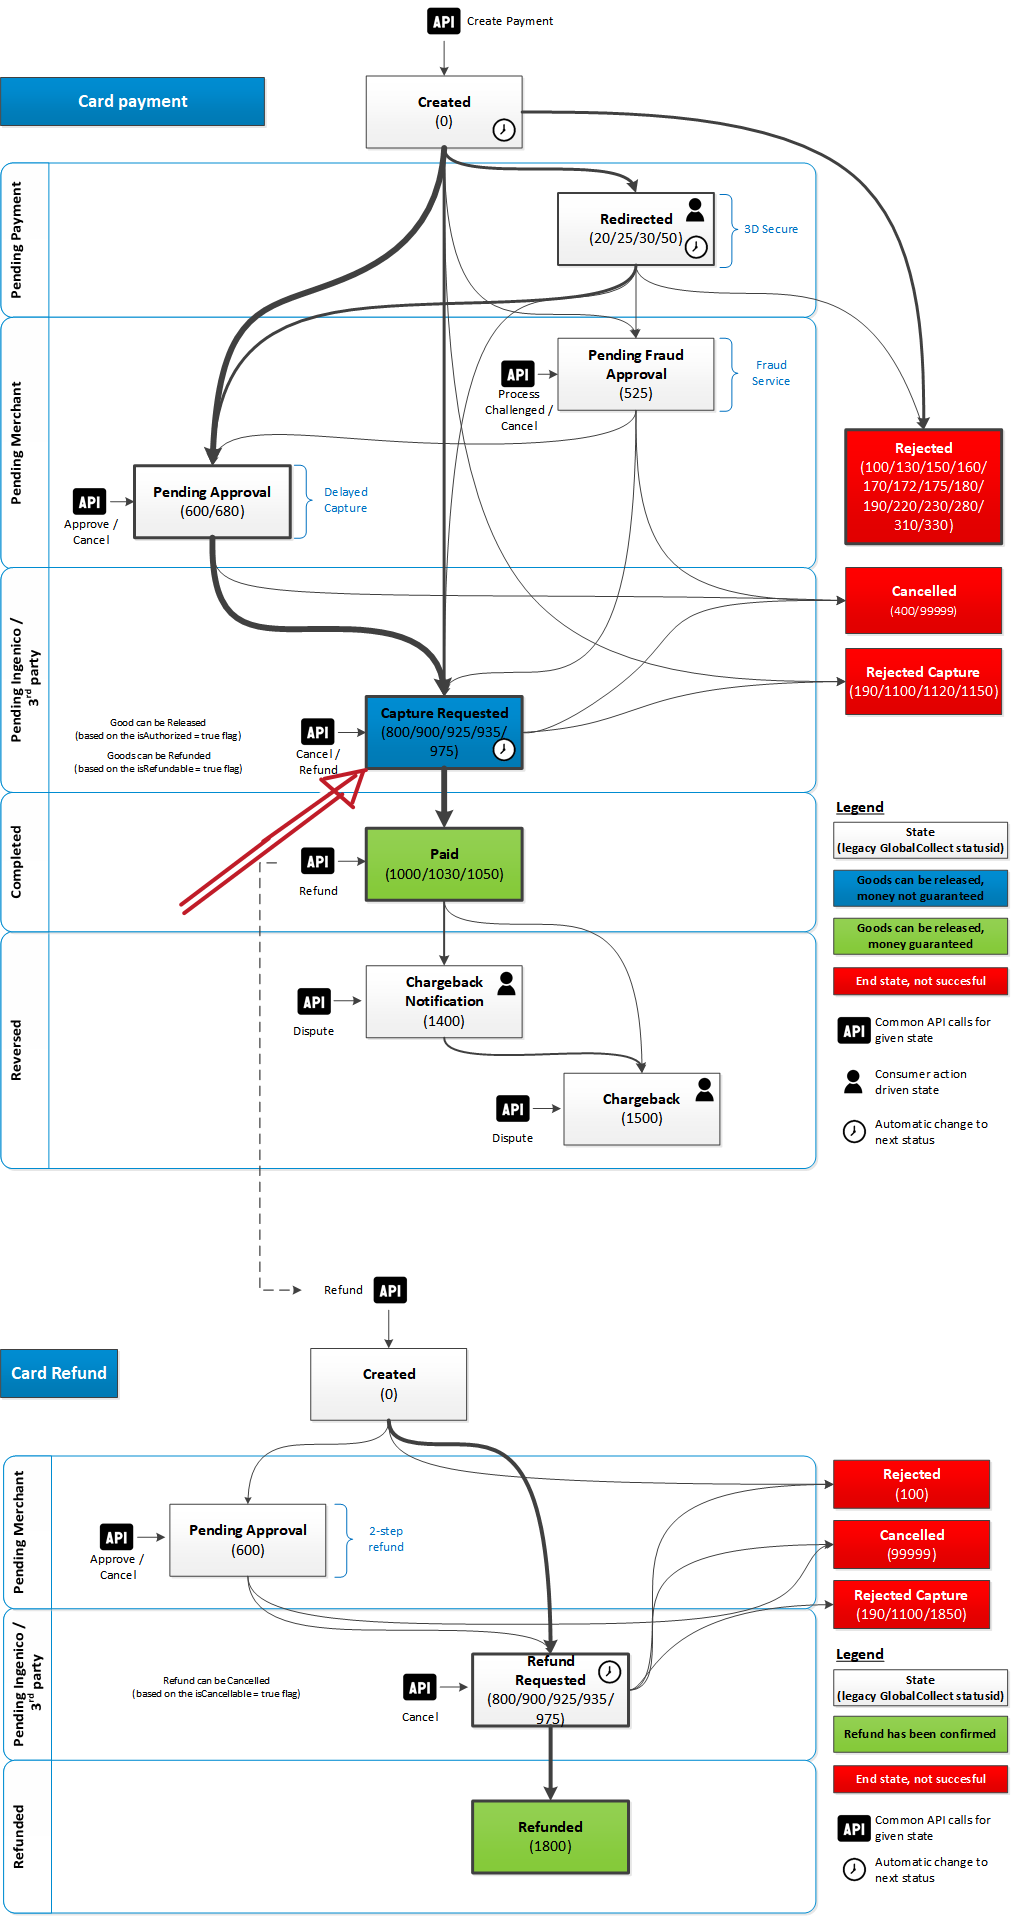 API Create Payment
Card payment
Created
(0)
Pending Payment
Redirected
(20/25/30/50)
3D Secure
Pending Merchant
Pending Fraud
Approval
(525)
Fraud
Service
API
Process
Challenged /
Cancel
Rejected
(100/130/150/160/
170/172/175/180/
190/220/230/280/
310/330)
Pending Approval
(600/680)
Delayed
Capture
API
Approve /
Cancel
Pending Ingenico /
3rd party
Cancelled
(400/99999)
Rejected Capture
(190/1100/1120/1150)
Capture Requested
(800/900/925/935/
975)
API
Cancel /
Refund
Good can be Released
(based on the isAuthorized = true flag)
Goods can be Refunded
(based on the isRefundable = true flag)
Completed
Paid
(1000/1030/1050)
API
Refund
Legend
State
(legacy GlobalCollect statusid)
Goods can be released,
money not guaranteed
Goods can be released,
money guaranteed
End state, not succesful
API Common API calls for
given state
Consumer action
driven state
Automatic change to
next status
Reversed
Chargeback
Notification
(1400)
API
Dispute
Chargeback
(1500)
API
Dispute
Refund API
Card Refund
Created
(0)
Pending Merchant
Pending Approval
(600)
2-step
refund
API
Approve /
Cancel
Rejected
(100)
Cancelled
(99999)
Rejected Capture
(190/1100/1850)
Pending Ingenico /
3rd party
Refund can be Cancelled
(based on the isCancellable = true flag)
API
Cancel
Refund
Requested
(800/900/925/935/
975)
Refunded
Refunded
(1800)
Legend
State
(legacy GlobalCollect statusid)
Refund has been confirmed
End state, not succesful
API Common API calls for
given state
Automatic change to
next status